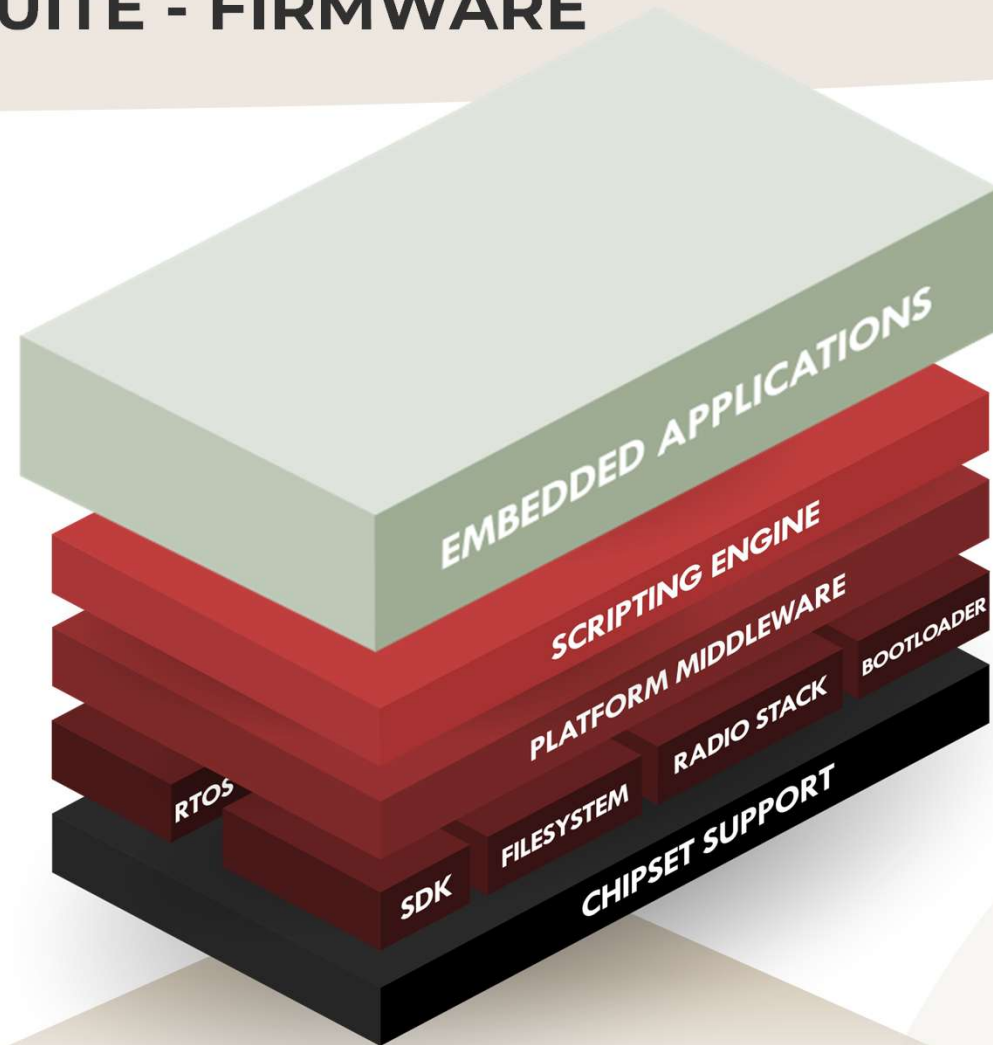 UITE - FIRMWARE
EMBEDDED APPLICATIONS
SCRIPTING ENGINE
PLATFORM MIDDLEWARE
BOOTLOADER
RADIO STACK
FILESYSTEM
RTOS
SDK
CHIPSET SUPPORT